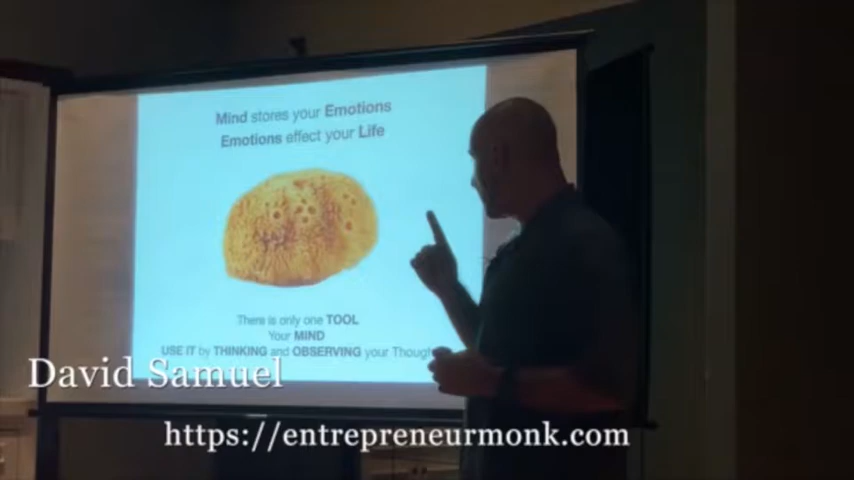 Mind stores your Emotions
Emotions effect your Life
There is only one TOOL
Your MIND
USE IT by THINKING and OBSERVING your Though
David Samuel
https://entrepreneurmonk.com